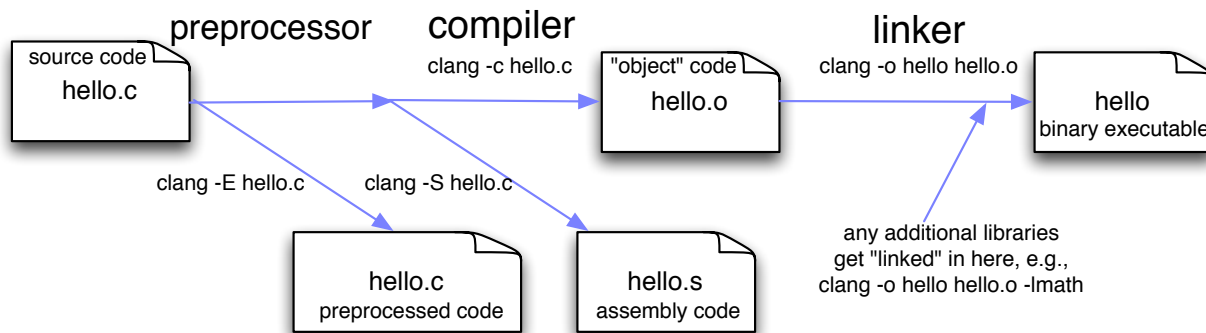 preprocessor
compiler
linker
source code
hello.c
clang -c hello.c
"object" code
hello.o
clang -o hello hello.o
hello
binary executable
clang -E hello.c
clang -S hello.c
hello.c
preprocessed code
hello.s
assembly code
any additional libraries
get "linked" in here, e.g.,
clang -o hello hello.o -lmath